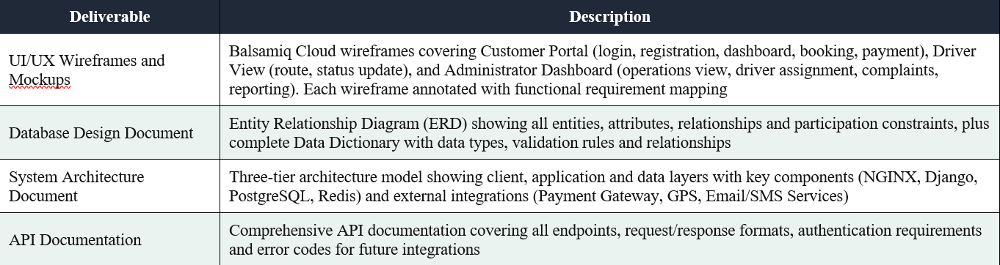 Deliverable
Description
UI/UX Wireframes and
Mockups
Balsamiq Cloud wireframes covering Customer Portal (login, registration, dashboard, booking, payment), Driver
View (route, status update), and Administrator Dashboard (operations view, driver assignment, complaints,
reporting). Each wireframe annotated with functional requirement mapping
Database Design Document
Entity Relationship Diagram (ERD) showing all entities, attributes, relationships and participation constraints, plus
complete Data Dictionary with data types, validation rules and relationships
System Architecture
Document
Three-tier architecture model showing client, application and data layers with key components (NGINX, Django,
PostgreSQL, Redis) and external integrations (Payment Gateway, GPS, Email/SMS Services)
API Documentation
Comprehensive API documentation covering all endpoints, request/response formats, authentication requirements
and error codes for future integrations